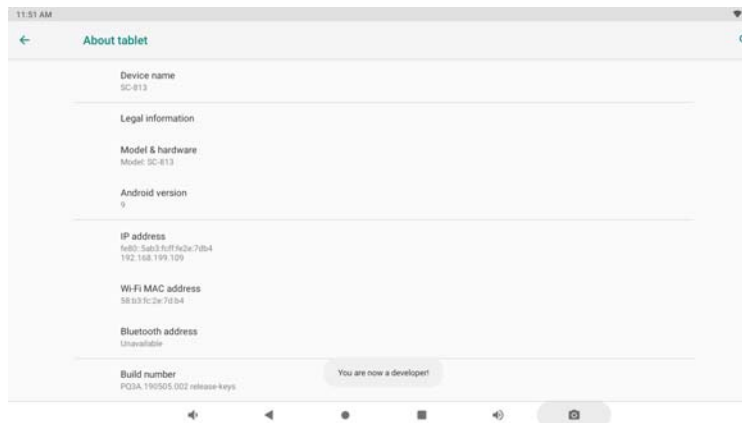 11:51 AM
About tablet
Device name
SC-813
Legal information
Model & hardware
Model: SC-813
Android version
9
IP address
fe80::5ab3:fcff:fe2e:7db4
192.168.199.109
Wi-Fi MAC address
58:b3:fc:2e:7d:b4
Bluetooth address
Unavailable
Build number
You are now a developer!
PQ3A.190505.002 release-keys